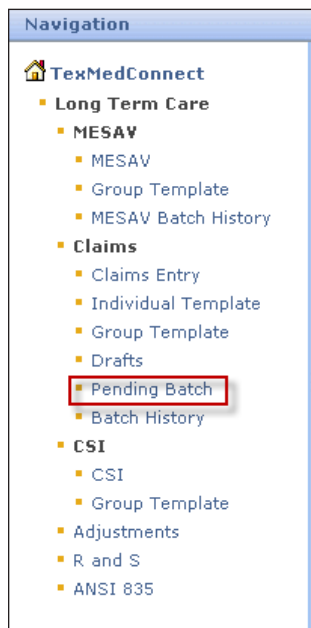 Navigation
TexMedConnect
Long Term Care
MESAV
MESAV
Group Template
MESAV Batch History
Claims
Claims Entry
Individual Template
Group Template
Drafts
Pending Batch
Batch History
CSI
CSI
Group Template
Adjustments
R and S
ANSI 835